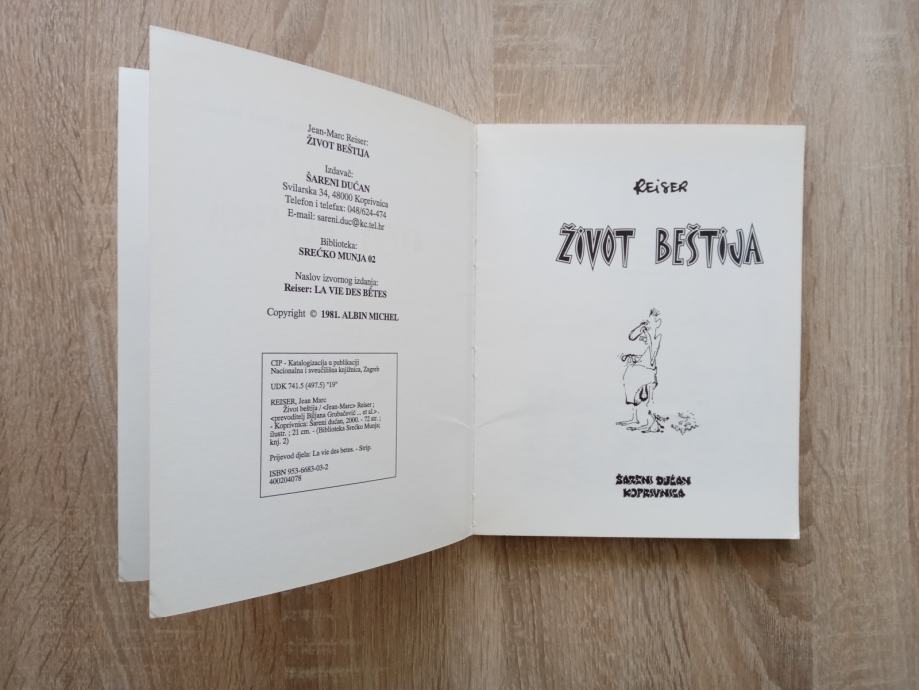 Jean-Marc Reiser:
ŽIVOT BEŠTIJA
Izdavač:
ŠARENI DUĆAN
Svilarska 34, 48000 Koprivnica
Telefon i telefax: 048/624-474
E-mail: sareni.duc@kc.tel.hr
Biblioteka:
SREĆKO MUNJA 02
Naslov izvornog izdanja:
Reiser: LA VIE DES BÊTES
Copyright © 1981. ALBIN MICHEL
CIP - Katalogizacija u publikaciji
Nacionalna i sveučilišna knjižnica, Zagreb
UDK 741.5 (497.5) "19"
REISER, Jean Marc
Život beštija / <Jean-Marc> Reiser ;
<prevoditelj Biljana Grubačević ... et al.> .
- Koprivnica: Šareni dućan, 2000. - 72 str. ;
ilustr. ; 21 cm. - (Biblioteka Srećko Munja;
knj. 2)
Prijevod djela: La vie des betes. - Strip.
ISBN 953-6683-03-2
400204078
REISER
ŽIVOT BEŠTIJA
ŠARENI DUĆAN
KOPRIVNICA